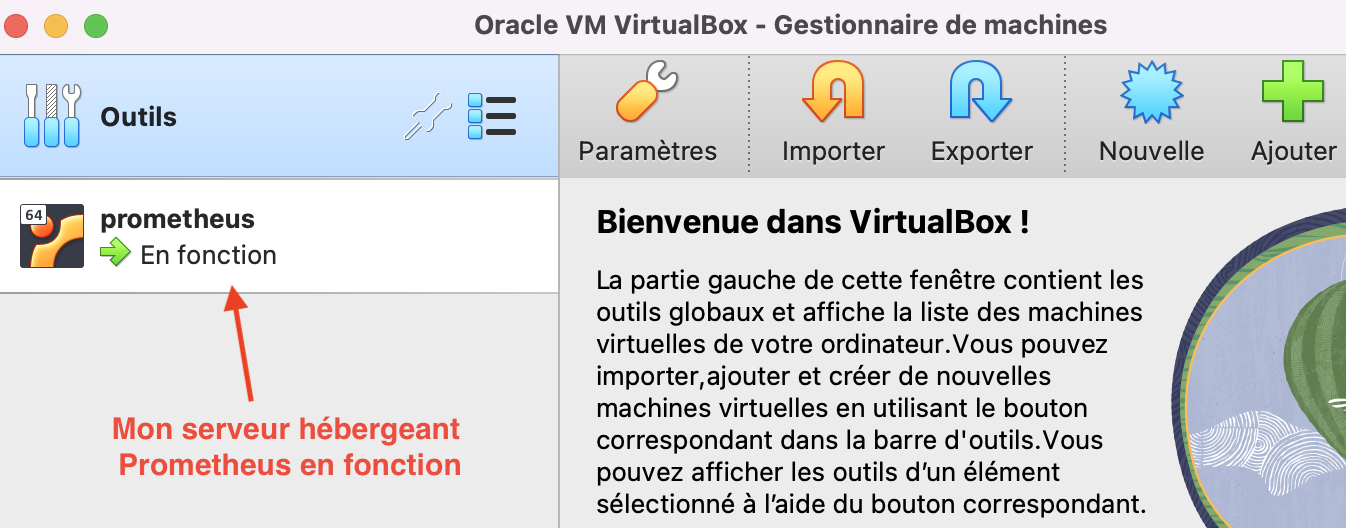 Oracle VM VirtualBox - Gestionnaire de machines
Outils
Paramètres
Importer
Exporter
Nouvelle
Ajouter
64
prometheus
En fonction
Mon serveur hébergeant
Prometheus en fonction
Bienvenue dans VirtualBox !
La partie gauche de cette fenêtre contient les
outils globaux et affiche la liste des machines
virtuelles de votre ordinateur.Vous pouvez
importer,ajouter et créer de nouvelles
machines virtuelles en utilisant le bouton
correspondant dans la barre d'outils.Vous
pouvez afficher les outils d’un élément
sélectionné à l’aide du bouton correspondant.